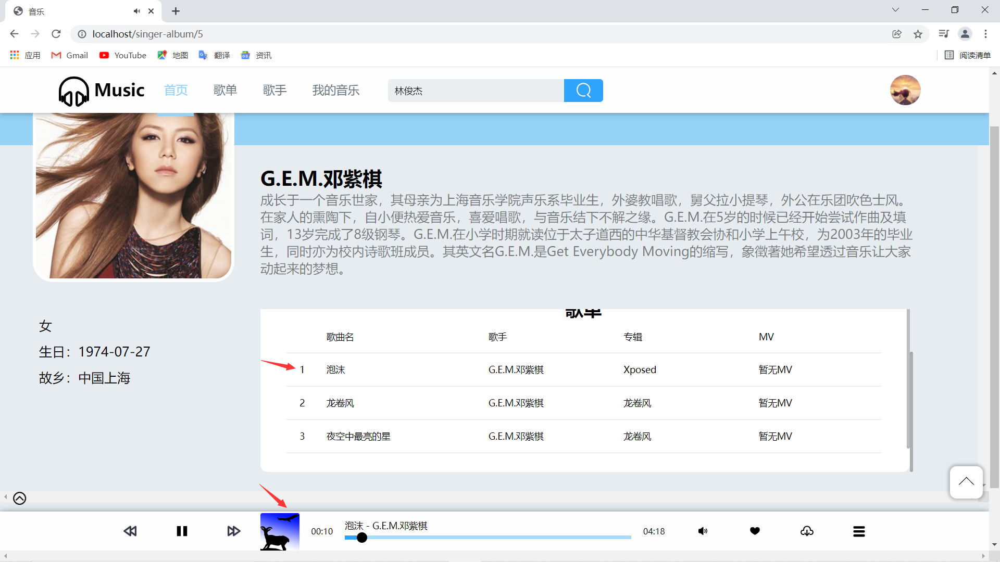 音乐
localhost/singer-album/5
应用 Gmail YouTube 地图 翻译 资讯 阅读清单
Music 首页 歌单 歌手 我的音乐 林俊杰
G.E.M.邓紫棋
成长于一个音乐世家，其母亲为上海音乐学院声乐系毕业生，外婆教唱歌，舅父拉小提琴，外公在乐团吹色士风。
在家人的熏陶下，自小便热爱音乐，喜爱唱歌，与音乐结下不解之缘。G.E.M.在5岁的时候已经开始尝试作曲及填
词，13岁完成了8级钢琴。G.E.M.在小学时期就读位于太子道西的中华基督教会协和小学上午校，为2003年的毕业
生，同时亦为校内诗歌班成员。其英文名G.E.M.是Get Everybody Moving的缩写，象徵著她希望透过音乐让大家
动起来的梦想。
女
生日：1974-07-27
故乡：中国上海
歌单
歌曲名 歌手 专辑 MV
1 泡沫 G.E.M.邓紫棋 Xposed 暂无MV
2 龙卷风 G.E.M.邓紫棋 龙卷风 暂无MV
3 夜空中最亮的星 G.E.M.邓紫棋 龙卷风 暂无MV
00:10 泡沫 - G.E.M.邓紫棋 04:18